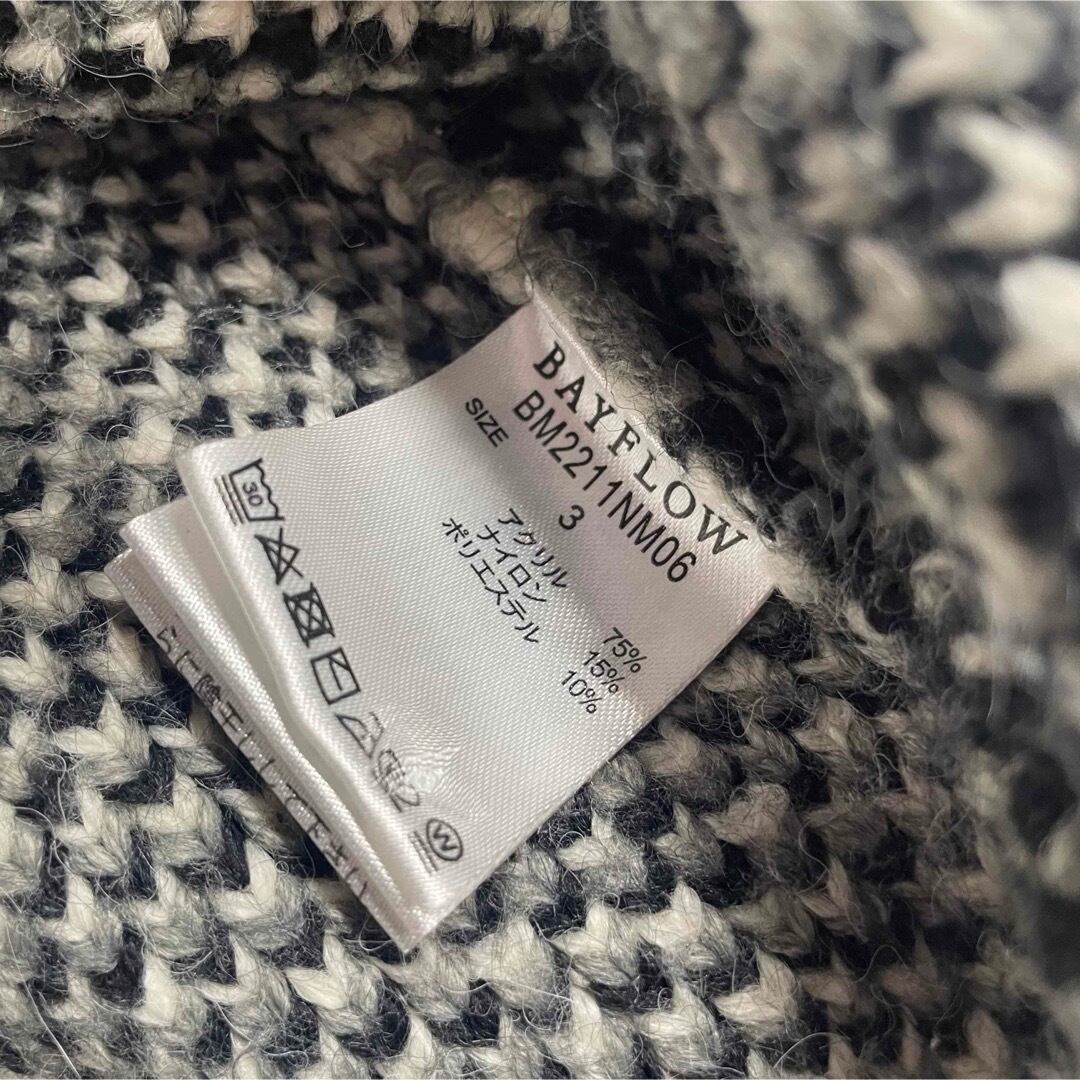 BAYFLOW
BM2211NM06
SIZE 3
アクリル 75%
ナイロン 15%
ポリエステル 10%
30
W